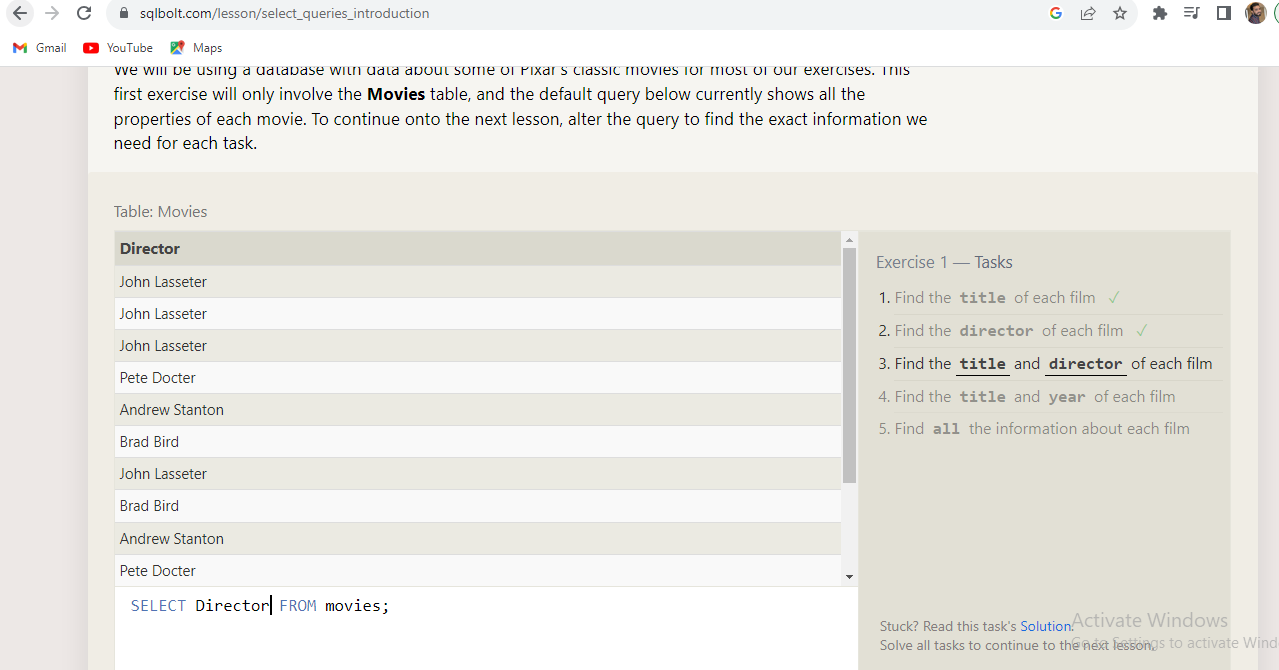 sqlbolt.com/lesson/select_queries_introduction
Gmail YouTube Maps
We will be using a database with data about some of Pixar's classic movies for most of our exercises. This
first exercise will only involve the Movies table, and the default query below currently shows all the
properties of each movie. To continue onto the next lesson, alter the query to find the exact information we
need for each task.
Table: Movies
Director
John Lasseter
John Lasseter
John Lasseter
Pete Docter
Andrew Stanton
Brad Bird
John Lasseter
Brad Bird
Andrew Stanton
Pete Docter
SELECT Director FROM movies;
Exercise 1 — Tasks
1. Find the title of each film ✓
2. Find the director of each film ✓
3. Find the title and director of each film
4. Find the title and year of each film
5. Find all the information about each film
Stuck? Read this task's Solution.
Solve all tasks to continue to the next lesson.
Activate Windows
Go to Settings to activate Wind